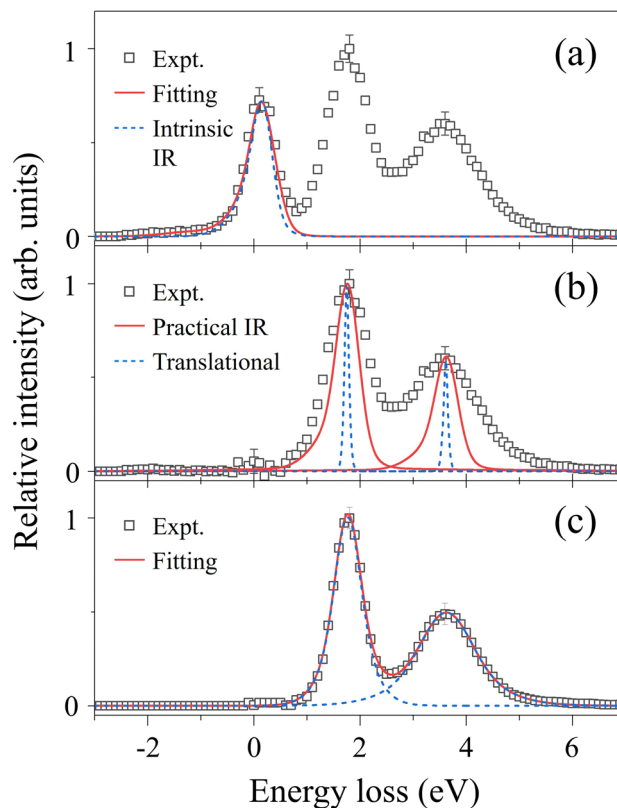 (a)
1
Expt.
Fitting
Intrinsic
IR
0
(b)
1
Expt.
Practical IR
Translational
0
(c)
1
Expt.
Fitting
0
Relative intensity (arb. units)
-2 0 2 4 6
Energy loss (eV)